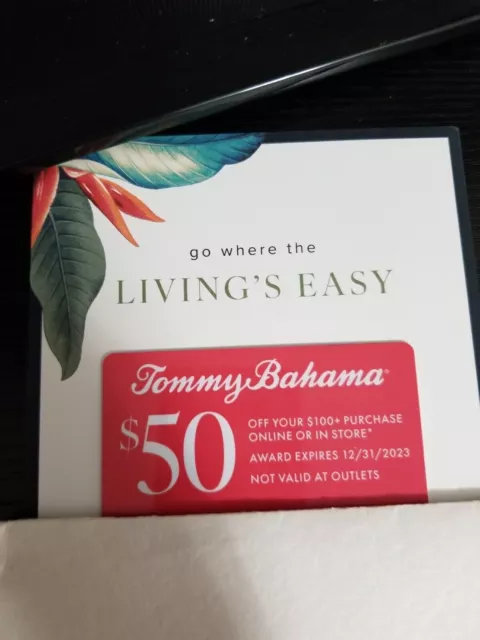 go where the
LIVING'S EASY
Tommy Bahama
$50
OFF YOUR $100+ PURCHASE
ONLINE OR IN STORE*
AWARD EXPIRES 12/31/2023
NOT VALID AT OUTLETS